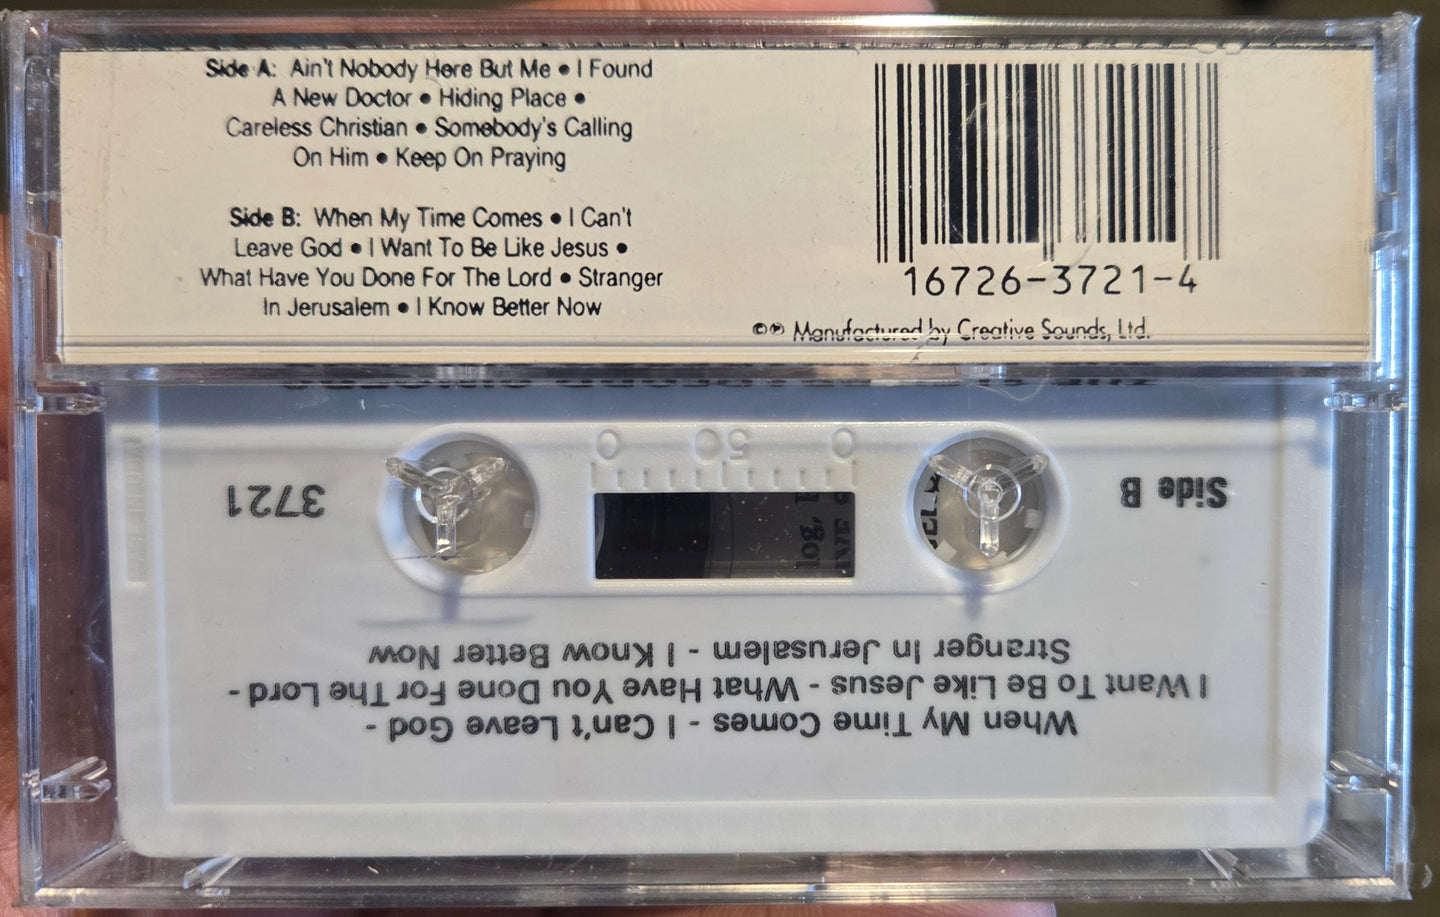 Side A: Ain't Nobody Here But Me • I Found
A New Doctor • Hiding Place •
Careless Christian • Somebody's Calling
On Him • Keep On Praying
Side B: When My Time Comes • I Can't
Leave God • I Want To Be Like Jesus •
What Have You Done For The Lord • Stranger
In Jerusalem • I Know Better Now
16726-3721-4
©℗ Manufactured by Creative Sounds, Ltd.
Side B
3721
0 50 0
When My Time Comes - I Can't Leave God -
I Want To Be Like Jesus - What Have You Done For The Lord -
Stranger In Jerusalem - I Know Better Now